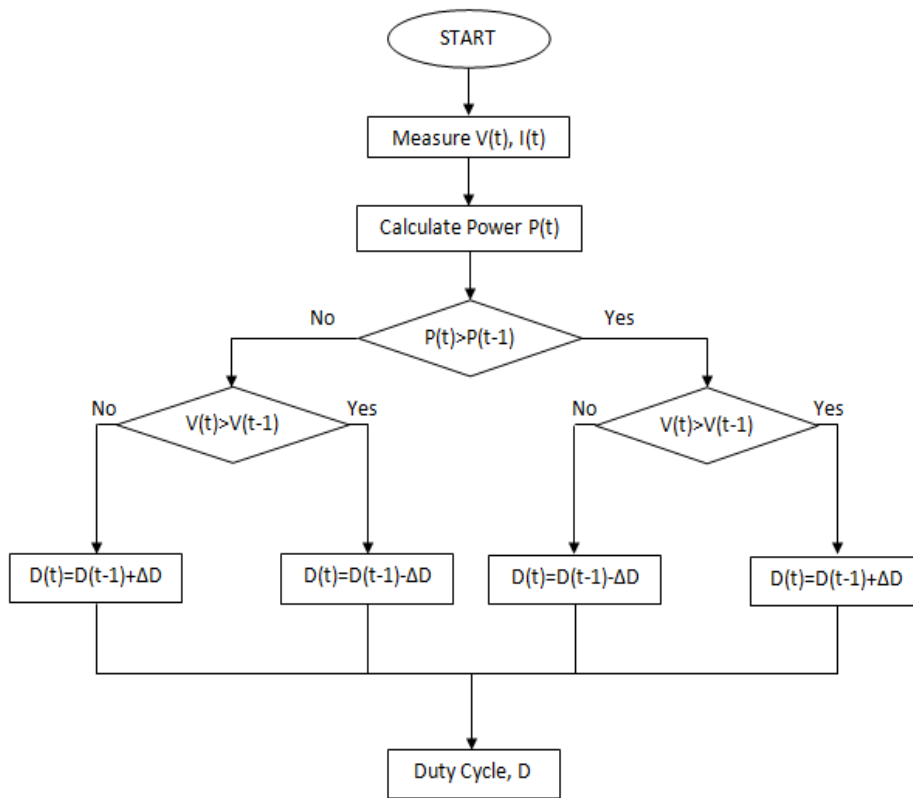 START
Measure V(t), I(t)
Calculate Power P(t)
No
Yes
P(t)>P(t-1)
No
V(t)>V(t-1)
Yes
No
V(t)>V(t-1)
Yes
D(t)=D(t-1)+ΔD
D(t)=D(t-1)-ΔD
D(t)=D(t-1)-ΔD
D(t)=D(t-1)+ΔD
Duty Cycle, D